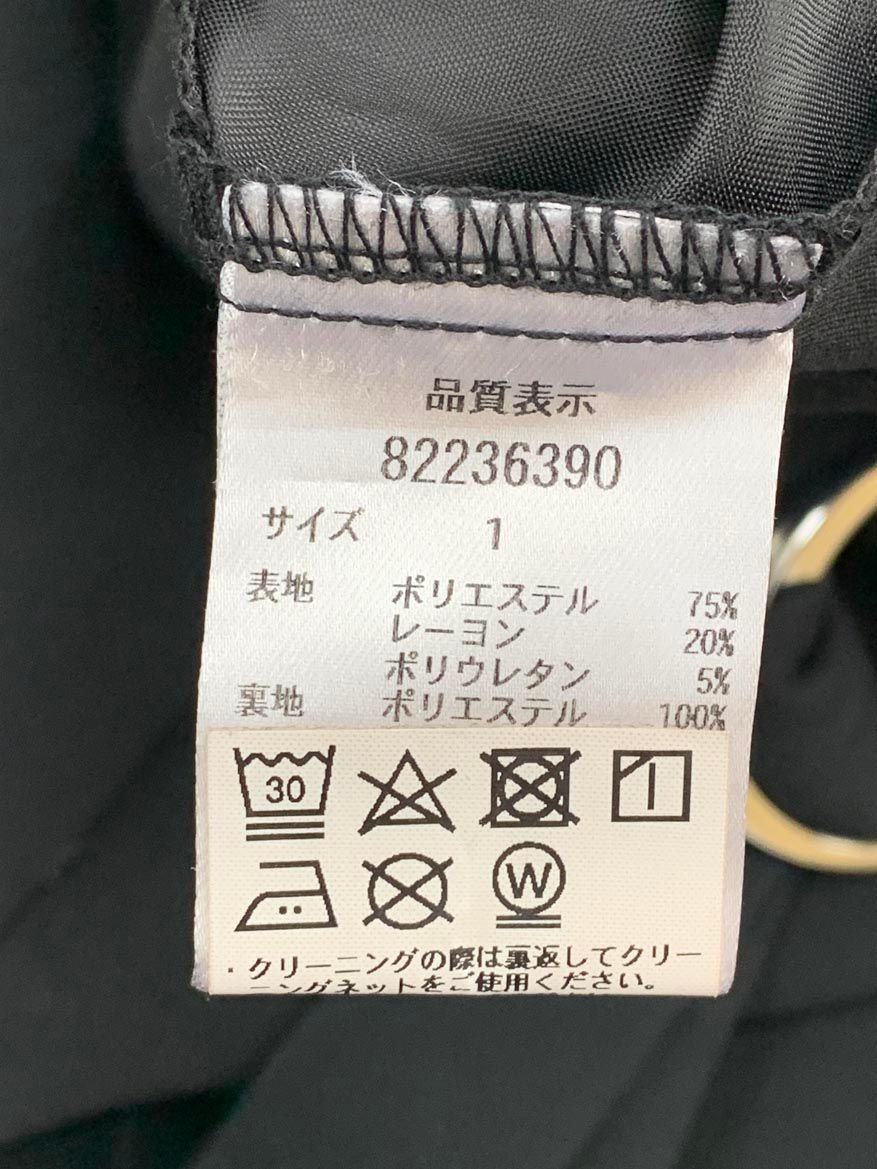 品質表示
82236390
サイズ 1
表地 ポリエステル 75%
レーヨン 20%
ポリウレタン 5%
裏地 ポリエステル 100%
30
W
・クリーニングの際は裏返してクリー
ニングネットをご使用ください。